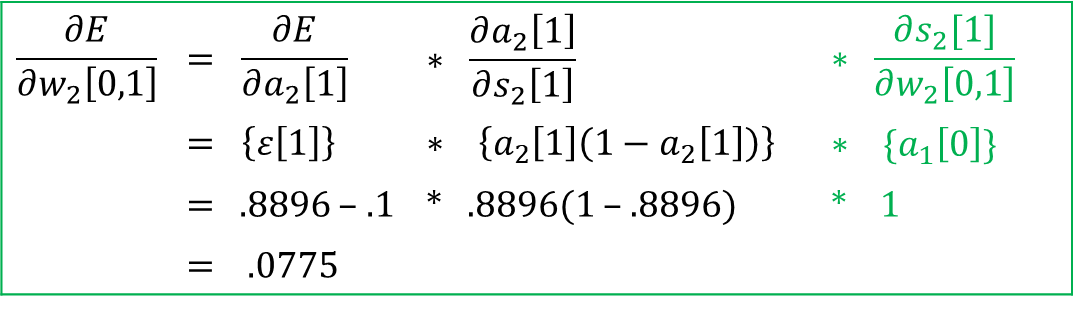 ∂E/∂w₂[0,1] = ∂E/∂a₂[1] * ∂a₂[1]/∂s₂[1] * ∂s₂[1]/∂w₂[0,1]
= {ε[1]} * {a₂[1](1 − a₂[1])} * {a₁[0]}
= .8896 – .1 * .8896(1 – .8896) * 1
= .0775